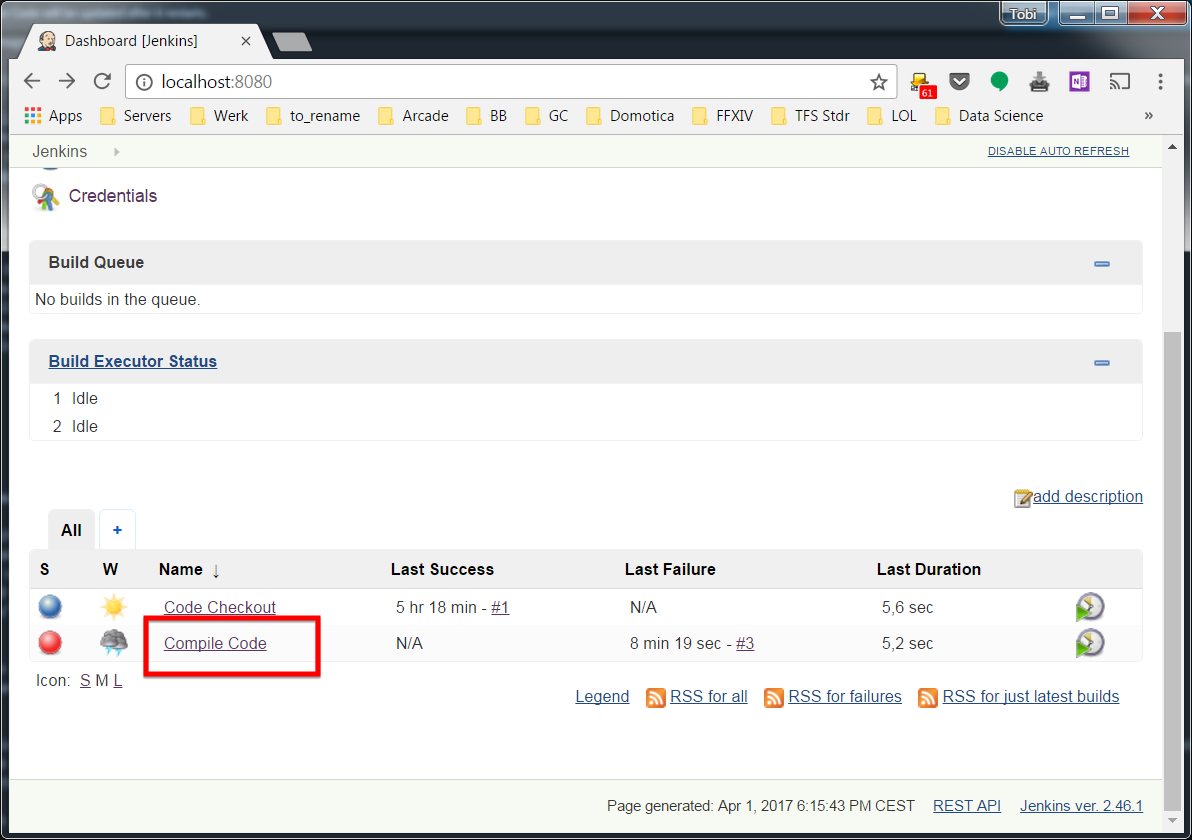 Tobi
Dashboard [Jenkins]
localhost:8080
61
Apps Servers Werk to_rename Arcade BB GC Domotica FFXIV TFS Stdr LOL Data Science »
Jenkins
DISABLE AUTO REFRESH
Credentials
Build Queue
No builds in the queue.
Build Executor Status
1 Idle
2 Idle
add description
All +
S W Name ↓ Last Success Last Failure Last Duration
Code Checkout 5 hr 18 min - #1 N/A 5,6 sec
Compile Code N/A 8 min 19 sec - #3 5,2 sec
Icon: S M L
Legend RSS for all RSS for failures RSS for just latest builds
Page generated: Apr 1, 2017 6:15:43 PM CEST REST API Jenkins ver. 2.46.1